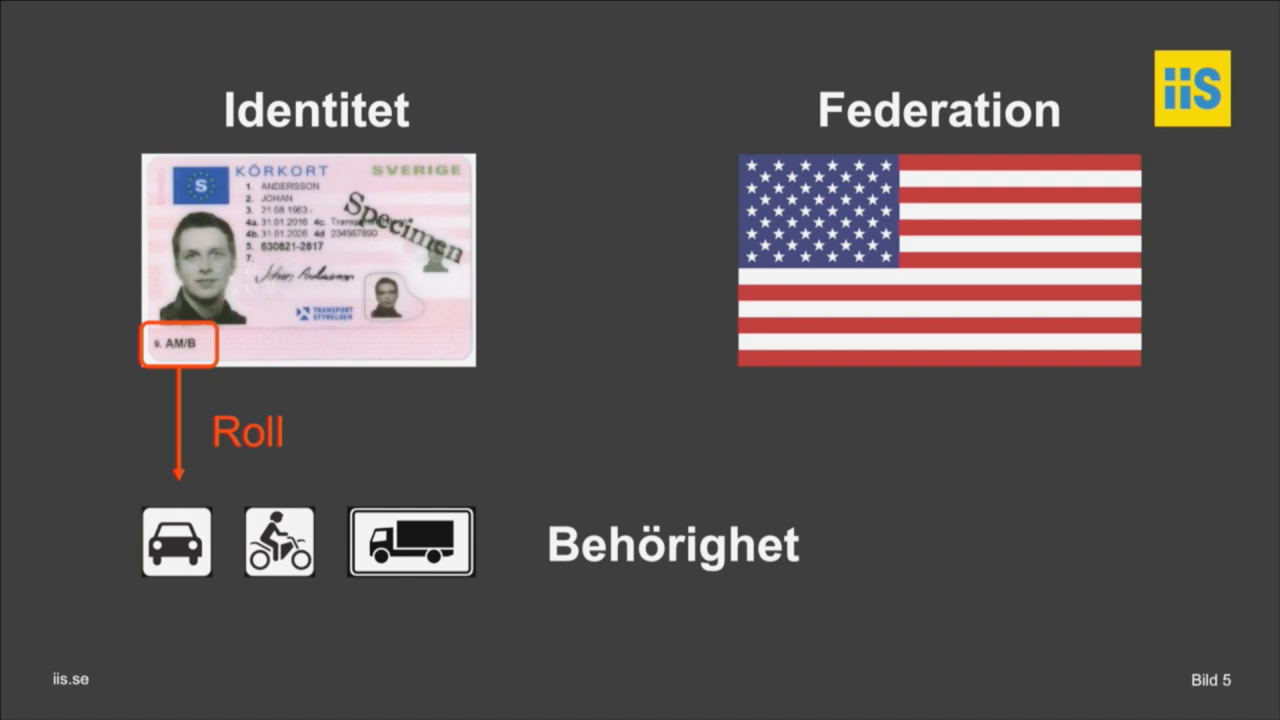 Identitet
Federation
iis
KÖRKORT SVERIGE
S
1. ANDERSSON
2. JOHAN
3. 21.08.1963 -
4a. 31.01.2016 4c.
4b. 31.01.2026 4d 234567890
5. 630821-2817
7.
Specimen
Johan Andersson
TRANSPORT
STYRELSEN
9. AM/B
Roll
Behörighet
iis.se
Bild 5